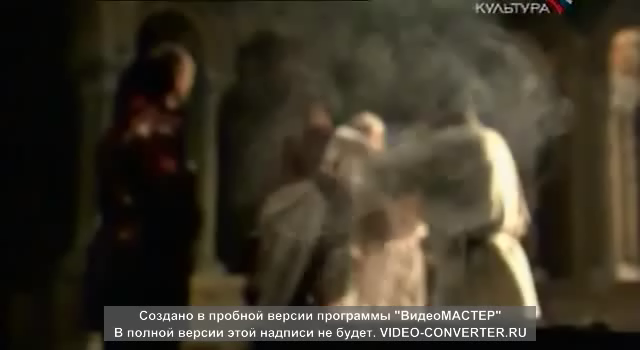 КУЛЬТУРА
Создано в пробной версии программы "ВидеоМАСТЕР"
В полной версии этой надписи не будет. VIDEO-CONVERTER.RU